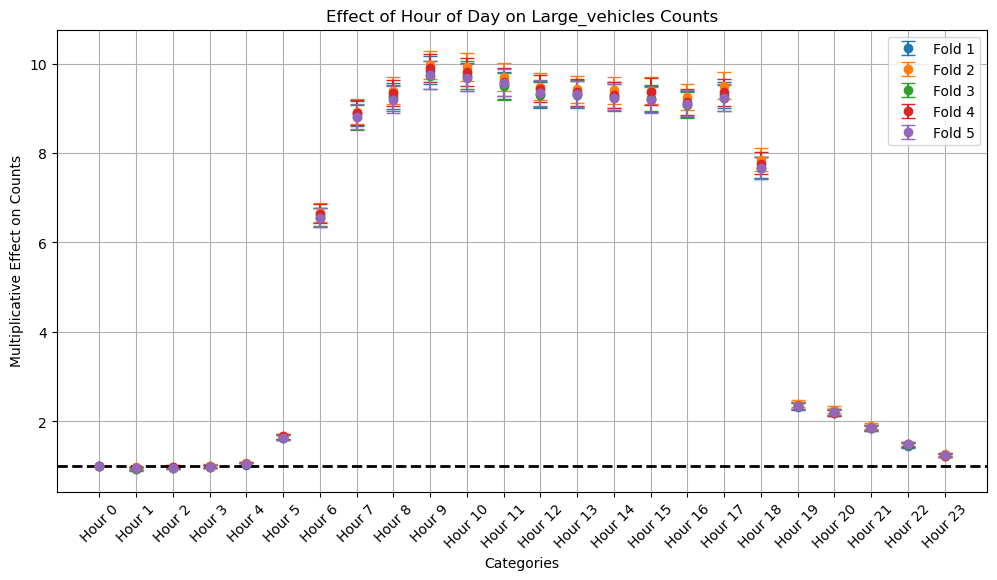 Effect of Hour of Day on Large_vehicles Counts
Multiplicative Effect on Counts
10
8
6
4
2
Fold 1
Fold 2
Fold 3
Fold 4
Fold 5
Hour 0
Hour 1
Hour 2
Hour 3
Hour 4
Hour 5
Hour 6
Hour 7
Hour 8
Hour 9
Hour 10
Hour 11
Hour 12
Hour 13
Hour 14
Hour 15
Hour 16
Hour 17
Hour 18
Hour 19
Hour 20
Hour 21
Hour 22
Hour 23
Categories